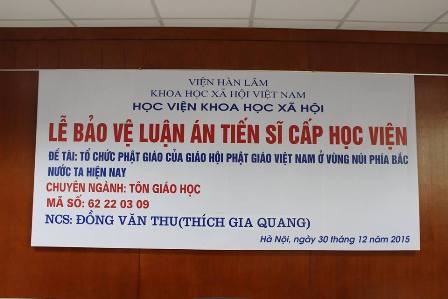 VIỆN HÀN LÂM
KHOA HỌC XÃ HỘI VIỆT NAM
HỌC VIỆN KHOA HỌC XÃ HỘI
LỄ BẢO VỆ LUẬN ÁN TIẾN SĨ CẤP HỌC VIỆN
ĐỀ TÀI: TỔ CHỨC PHẬT GIÁO CỦA GIÁO HỘI PHẬT GIÁO VIỆT NAM Ở VÙNG NÚI PHÍA BẮC
NƯỚC TA HIỆN NAY
CHUYÊN NGÀNH: TÔN GIÁO HỌC
MÃ SỐ: 62 22 03 09
NCS: ĐỒNG VĂN THU(THÍCH GIA QUANG)
Hà Nội, ngày 30 tháng 12 năm 2015